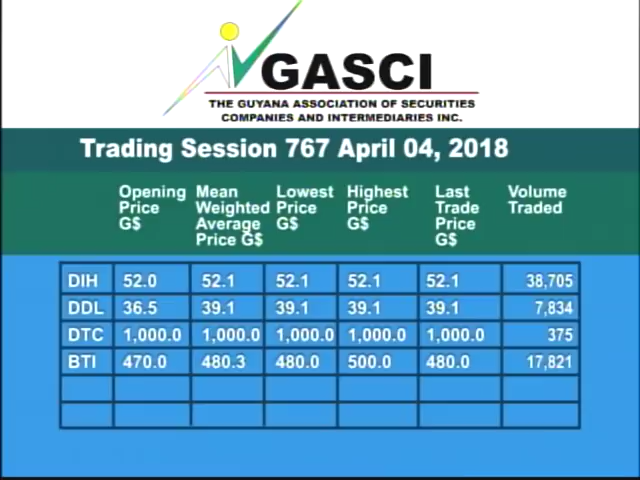 GASCI
THE GUYANA ASSOCIATION OF SECURITIES
COMPANIES AND INTERMEDIARIES INC.
Trading Session 767 April 04, 2018
Opening Price G$ Mean Weighted Average Price G$ Lowest Price G$ Highest Price G$ Last Trade Price G$ Volume Traded
DIH 52.0 52.1 52.1 52.1 52.1 38,705
DDL 36.5 39.1 39.1 39.1 39.1 7,834
DTC 1,000.0 1,000.0 1,000.0 1,000.0 1,000.0 375
BTI 470.0 480.3 480.0 500.0 480.0 17,821